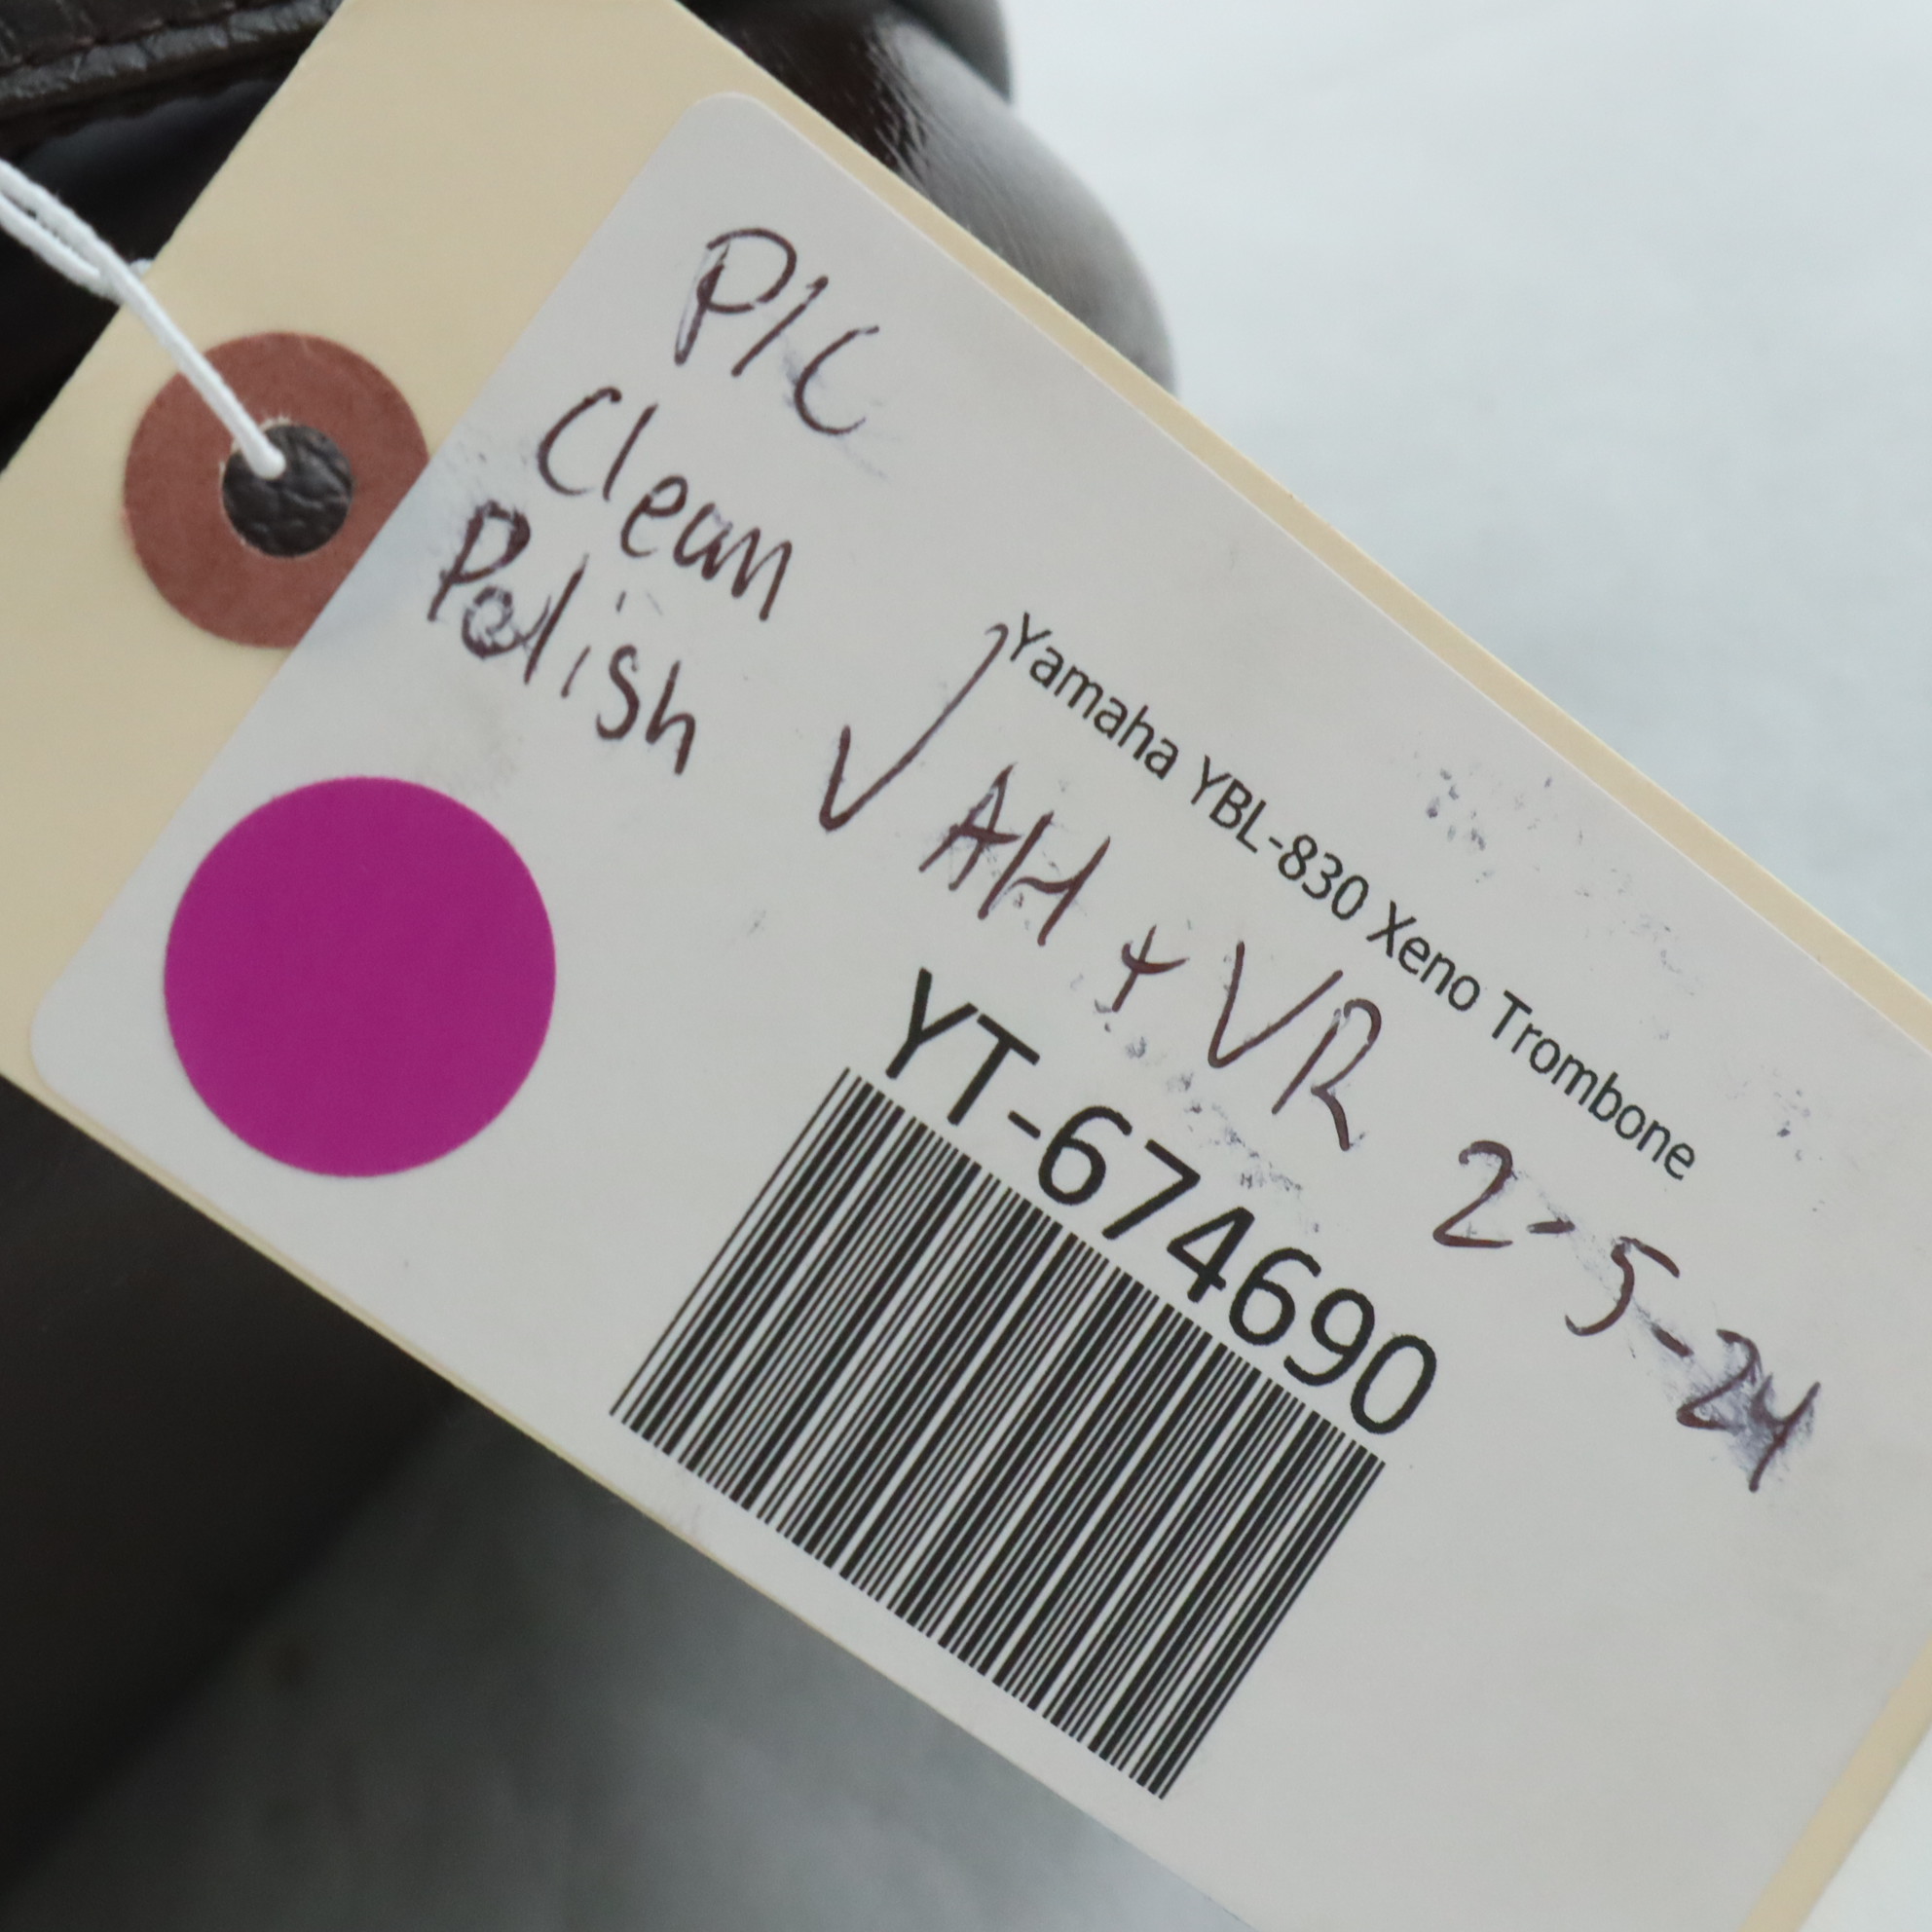 P/C
Clean
Polish
Yamaha YBL-830 Xeno Trombone
✓ AH + VR 2-5-24
YT-674690